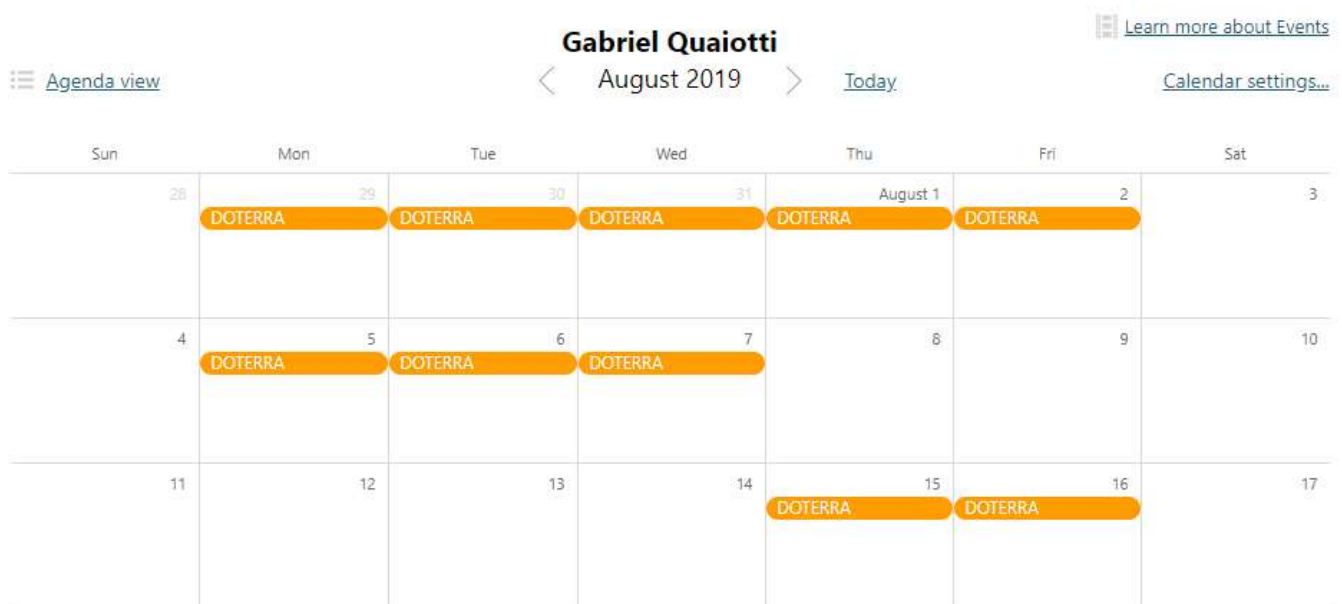 Learn more about Events
Gabriel Quaiotti
Agenda view August 2019 Today Calendar settings...
Sun Mon Tue Wed Thu Fri Sat
28 29 30 31 August 1 2 3
DOTERRA DOTERRA DOTERRA DOTERRA DOTERRA
4 5 6 7 8 9 10
DOTERRA DOTERRA DOTERRA
11 12 13 14 15 16 17
DOTERRA DOTERRA